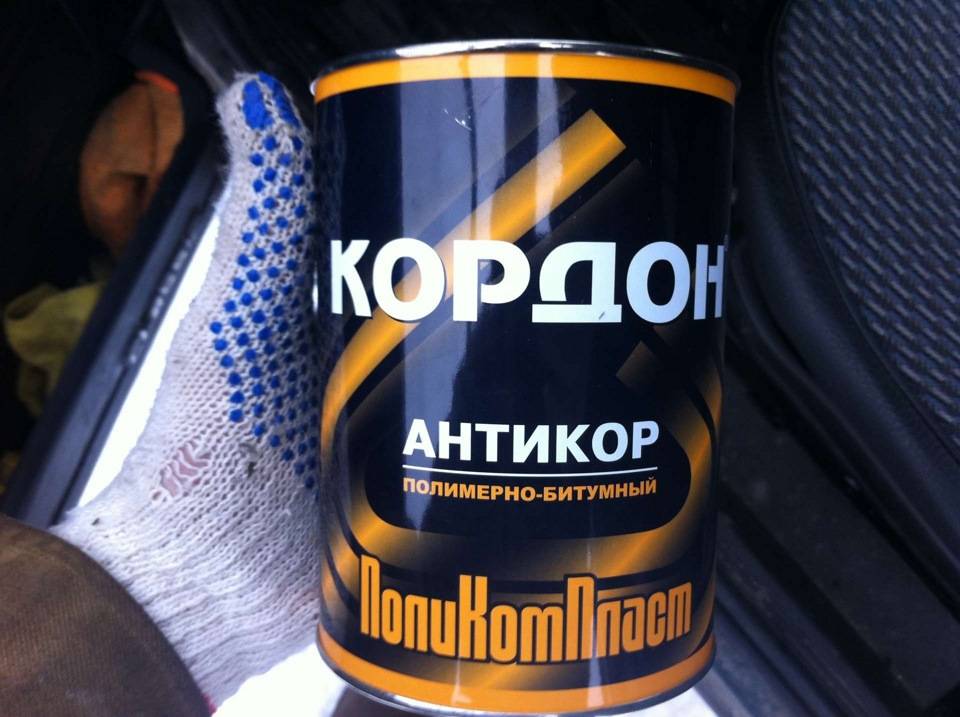 КОРДОН
АНТИКОР
ПОЛИМЕРНО-БИТУМНЫЙ
ПолиКомПласт